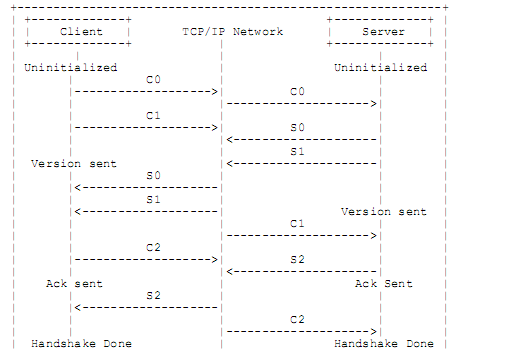 Client TCP/IP Network Server
Uninitialized Uninitialized
C0
C0
C1
S0
S1
Version sent
S0
S1
Version sent
C1
C2
S2
Ack sent Ack Sent
S2
C2
Handshake Done Handshake Done